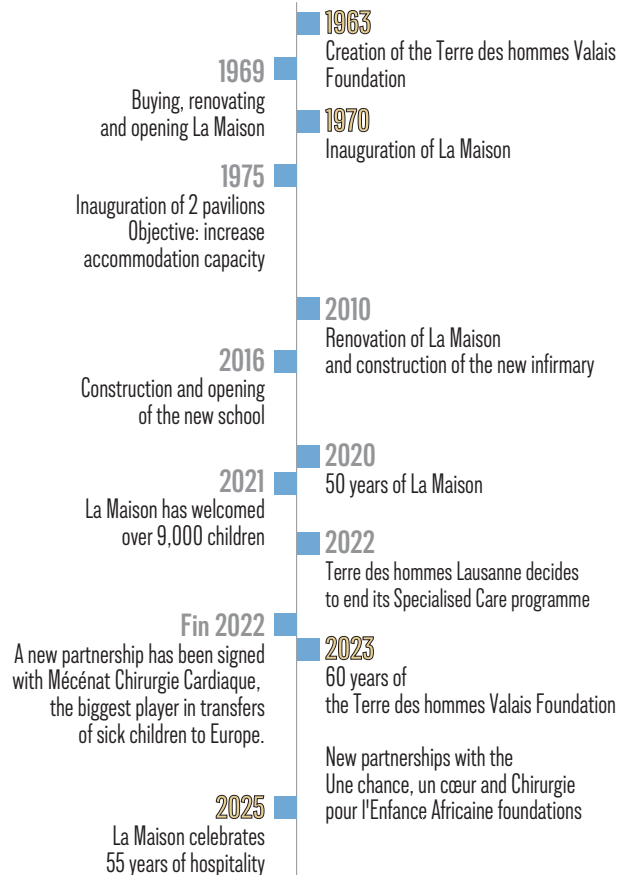 1963
Creation of the Terre des hommes Valais
Foundation
1969
Buying, renovating
and opening La Maison
1970
Inauguration of La Maison
1975
Inauguration of 2 pavilions
Objective: increase
accommodation capacity
2010
Renovation of La Maison
and construction of the new infirmary
2016
Construction and opening
of the new school
2020
50 years of La Maison
2021
La Maison has welcomed
over 9,000 children
2022
Terre des hommes Lausanne decides
to end its Specialised Care programme
Fin 2022
A new partnership has been signed
with Mécénat Chirurgie Cardiaque,
the biggest player in transfers
of sick children to Europe.
2023
60 years of
the Terre des hommes Valais Foundation
New partnerships with the
Une chance, un cœur and Chirurgie
pour l'Enfance Africaine foundations
2025
La Maison celebrates
55 years of hospitality